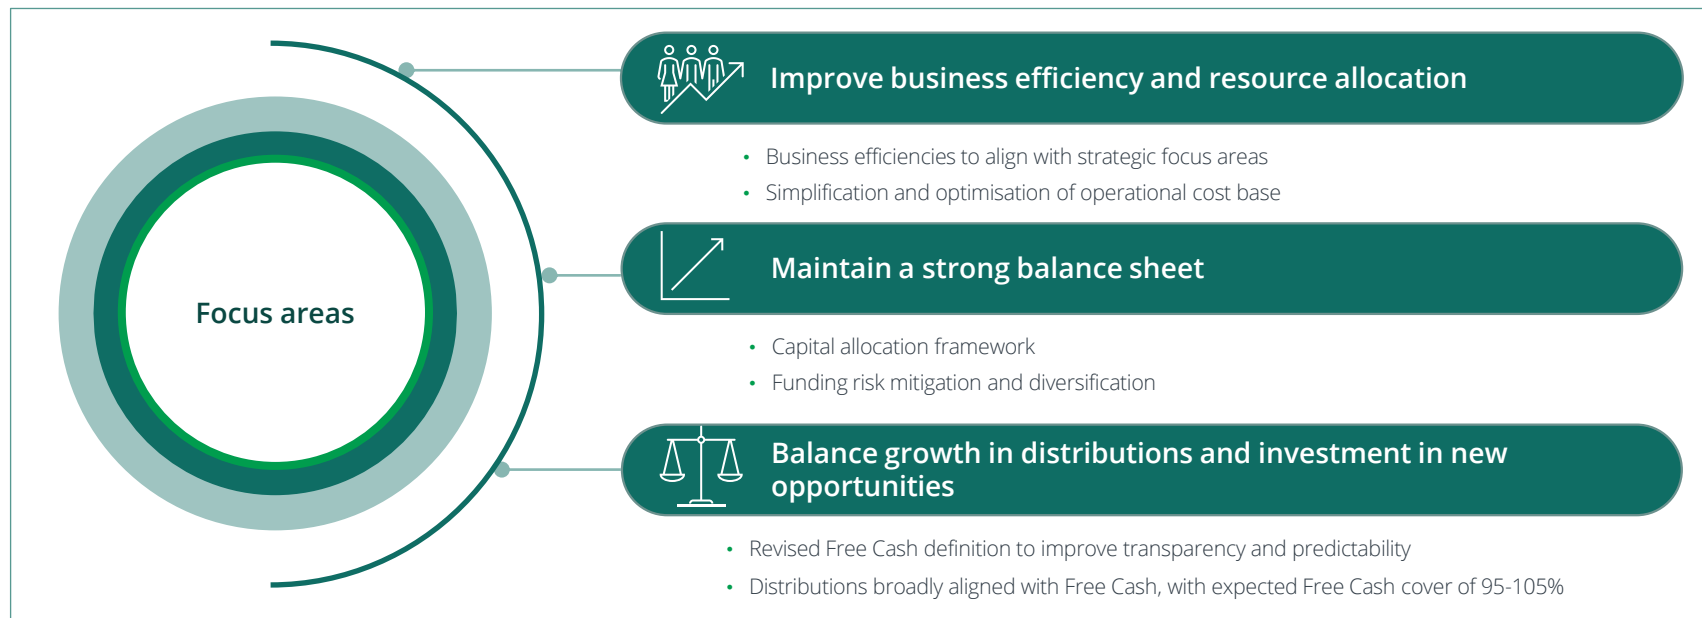 Focus areas
Improve business efficiency and resource allocation
• Business efficiencies to align with strategic focus areas
• Simplification and optimisation of operational cost base
Maintain a strong balance sheet
• Capital allocation framework
• Funding risk mitigation and diversification
Balance growth in distributions and investment in new
opportunities
• Revised Free Cash definition to improve transparency and predictability
• Distributions broadly aligned with Free Cash, with expected Free Cash cover of 95-105%